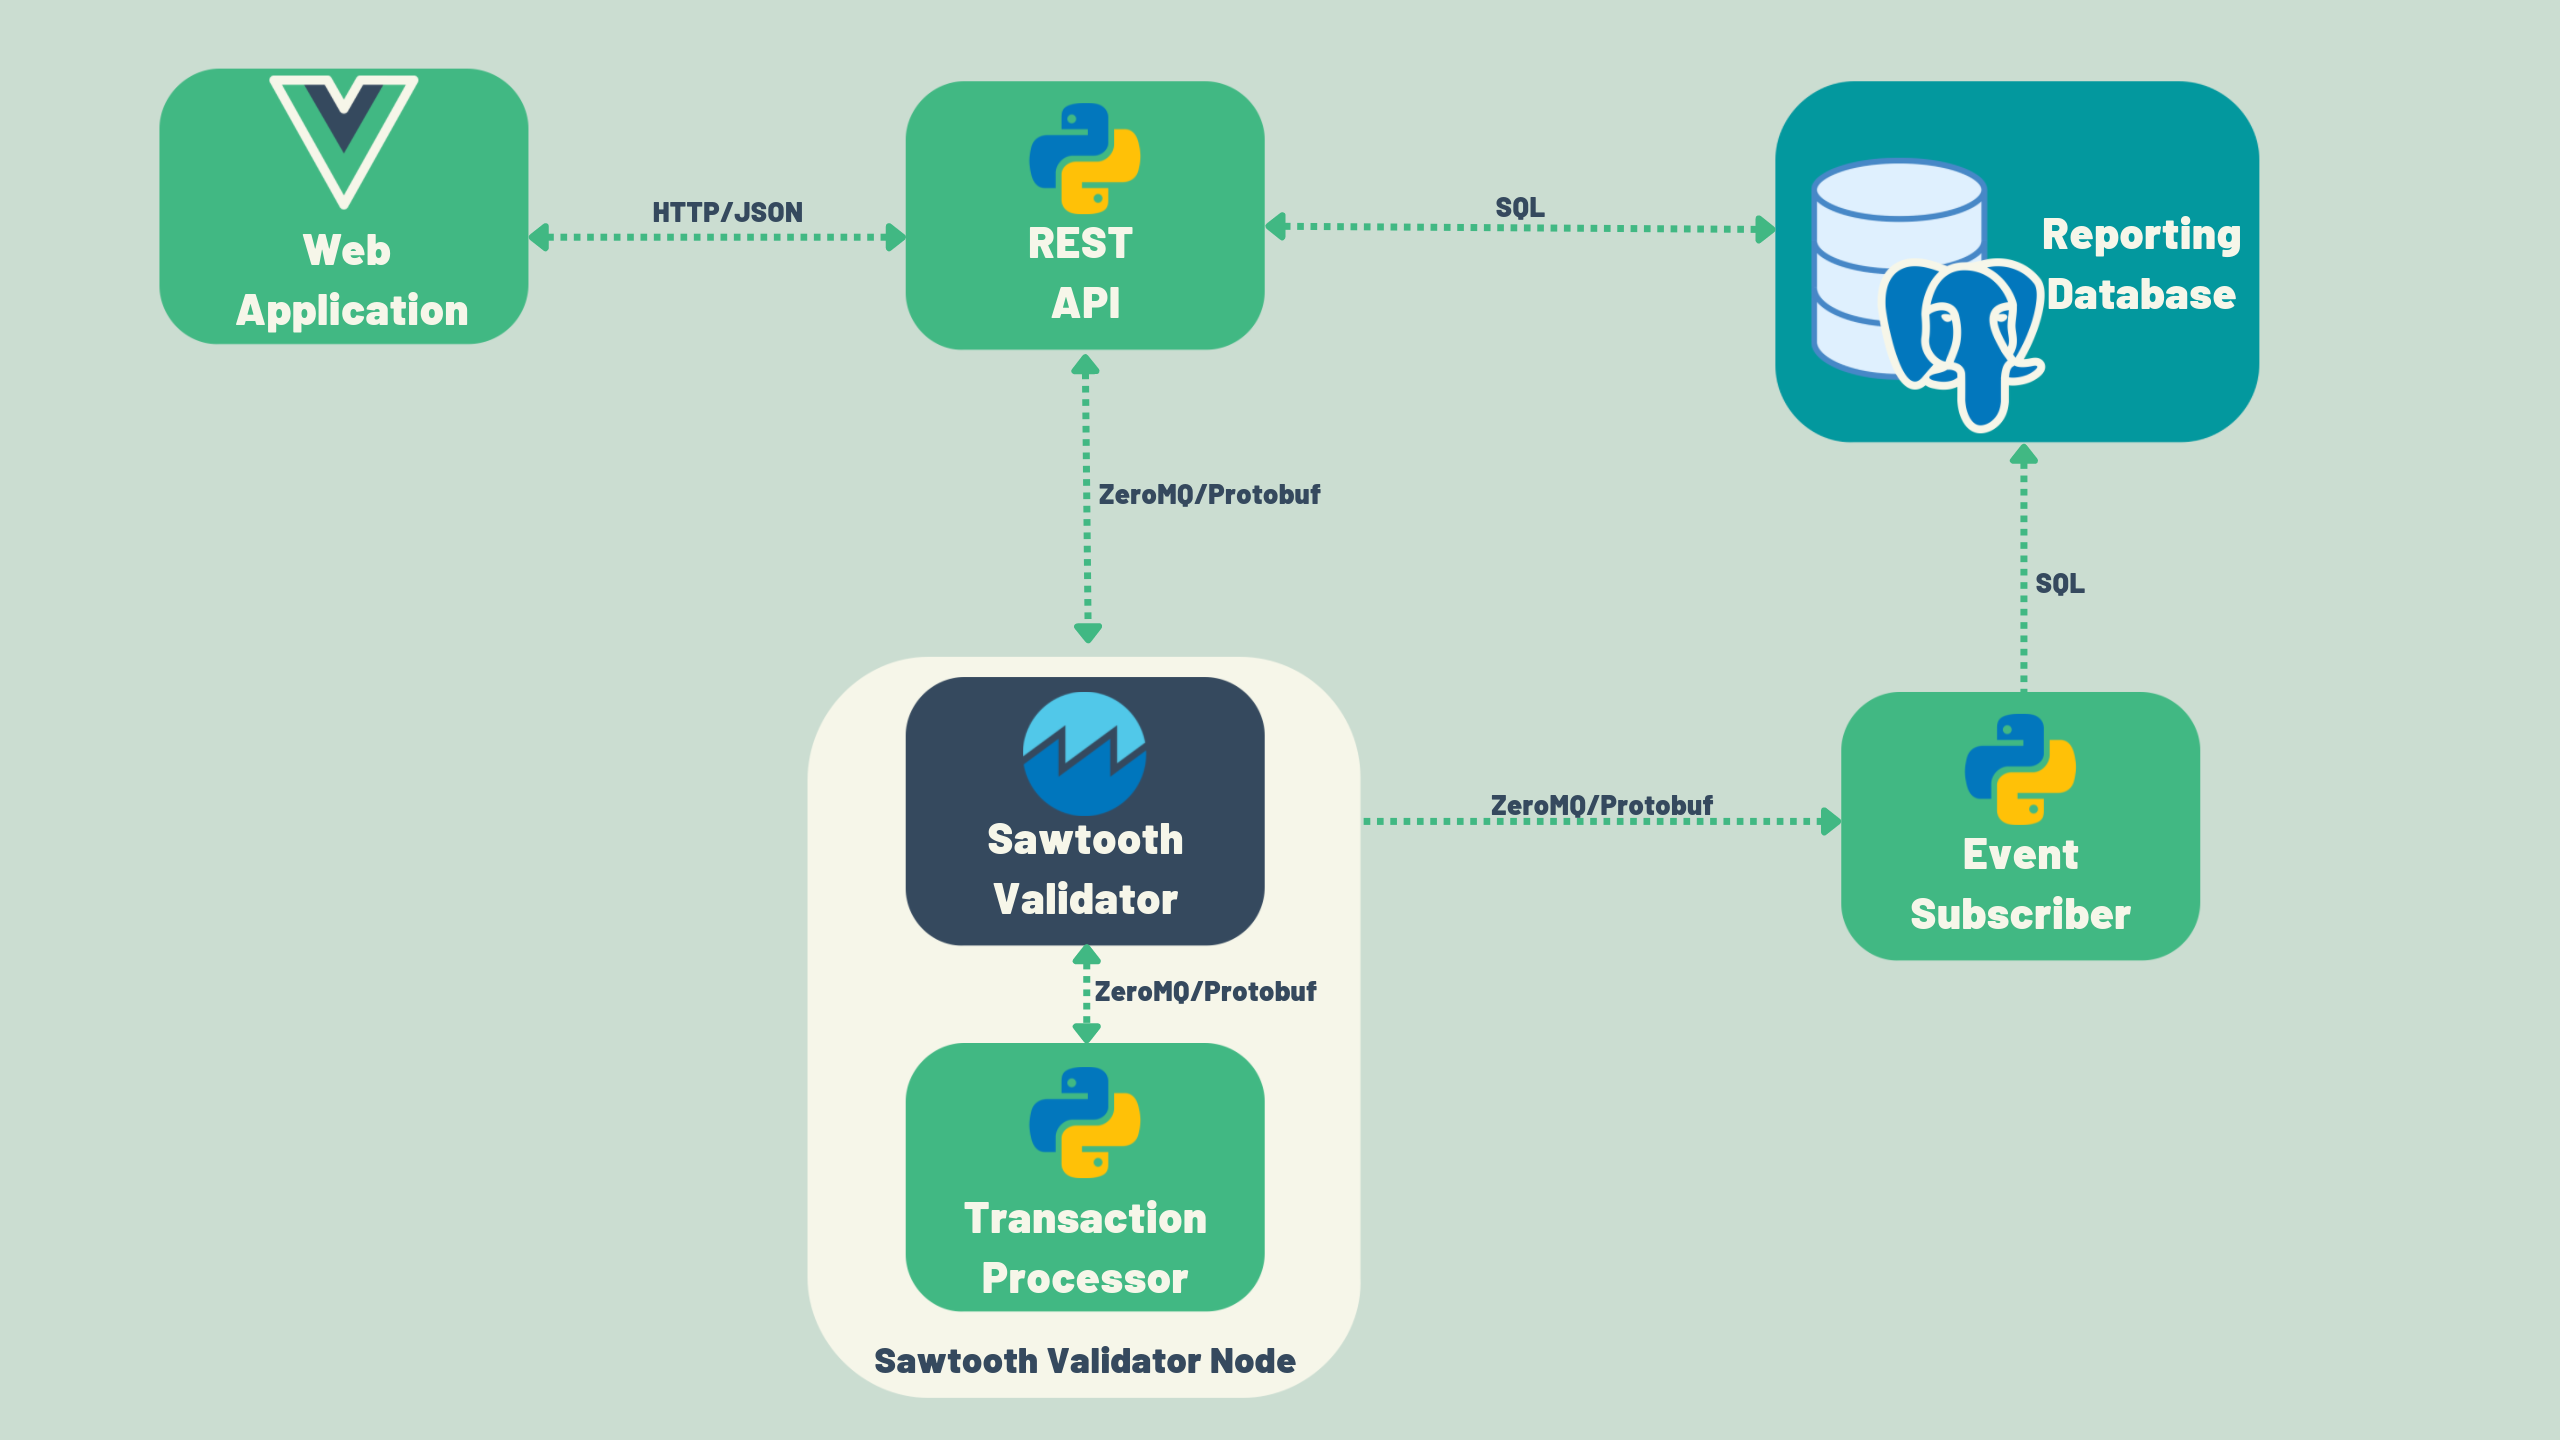 Web
Application
HTTP/JSON
REST
API
SQL
Reporting
Database
ZeroMQ/Protobuf
SQL
Sawtooth
Validator
ZeroMQ/Protobuf
Event
Subscriber
ZeroMQ/Protobuf
Transaction
Processor
Sawtooth Validator Node